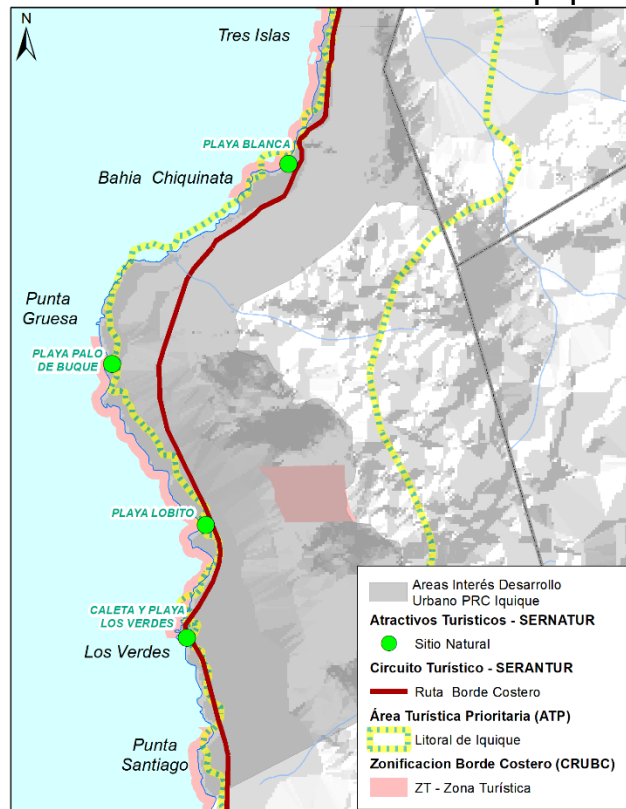 N
Tres Islas
PLAYA BLANCA
Bahia Chiquinata
Punta
Gruesa
PLAYA PALO
DE BUQUE
PLAYA LOBITO
CALETA Y PLAYA
LOS VERDES
Los Verdes
Punta
Santiago
Areas Interés Desarrollo
Urbano PRC Iquique
Atractivos Turisticos - SERNATUR
Sitio Natural
Circuito Turístico - SERANTUR
Ruta Borde Costero
Área Turística Prioritaria (ATP)
Litoral de Iquique
Zonificacion Borde Costero (CRUBC)
ZT - Zona Turística